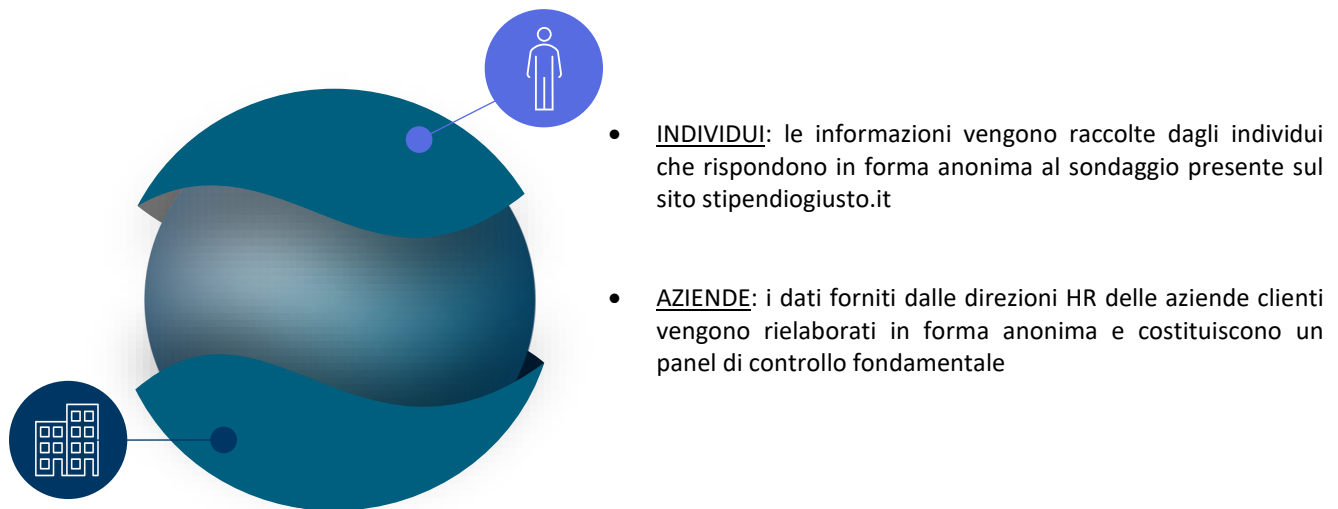 • INDIVIDUI: le informazioni vengono raccolte dagli individui
che rispondono in forma anonima al sondaggio presente sul
sito stipendiogiusto.it
• AZIENDE: i dati forniti dalle direzioni HR delle aziende clienti
vengono rielaborati in forma anonima e costituiscono un
panel di controllo fondamentale